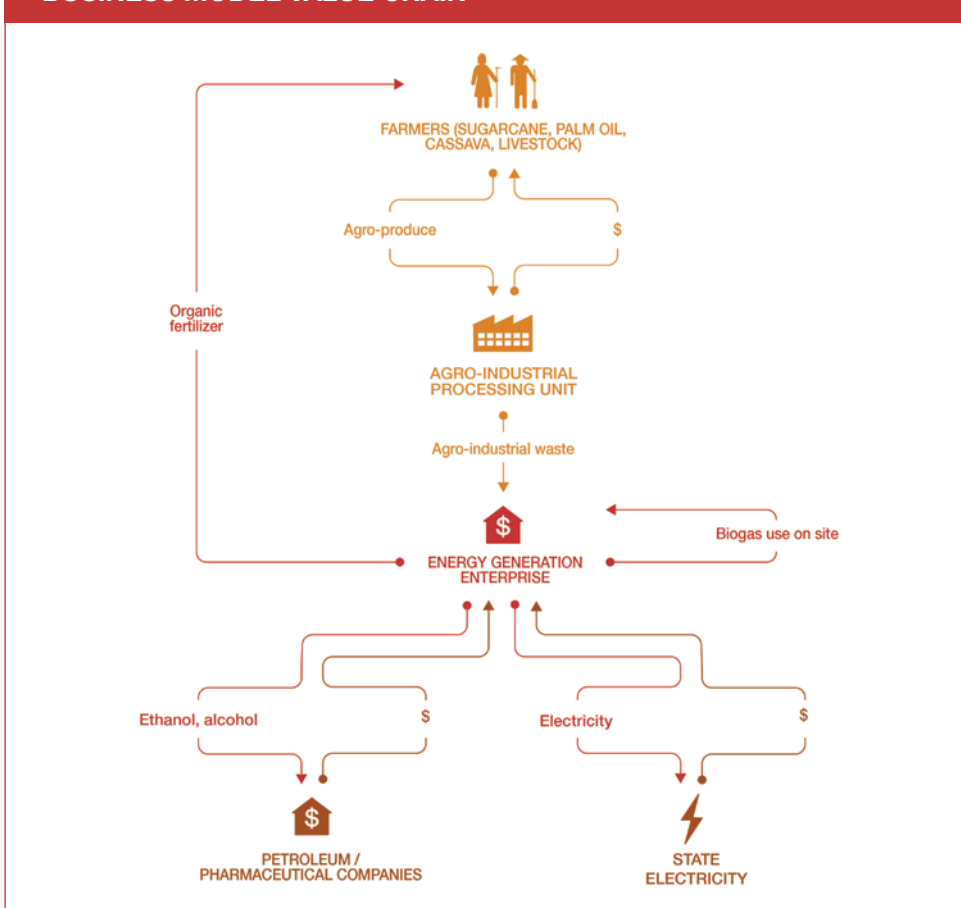 FARMERS (SUGARCANE, PALM OIL,
CASSAVA, LIVESTOCK)
Agro-produce
$
Organic
fertilizer
AGRO-INDUSTRIAL
PROCESSING UNIT
Agro-industrial waste
$
Biogas use on site
ENERGY GENERATION
ENTERPRISE
Ethanol, alcohol
$
Electricity
$
$
PETROLEUM /
PHARMACEUTICAL COMPANIES
STATE
ELECTRICITY